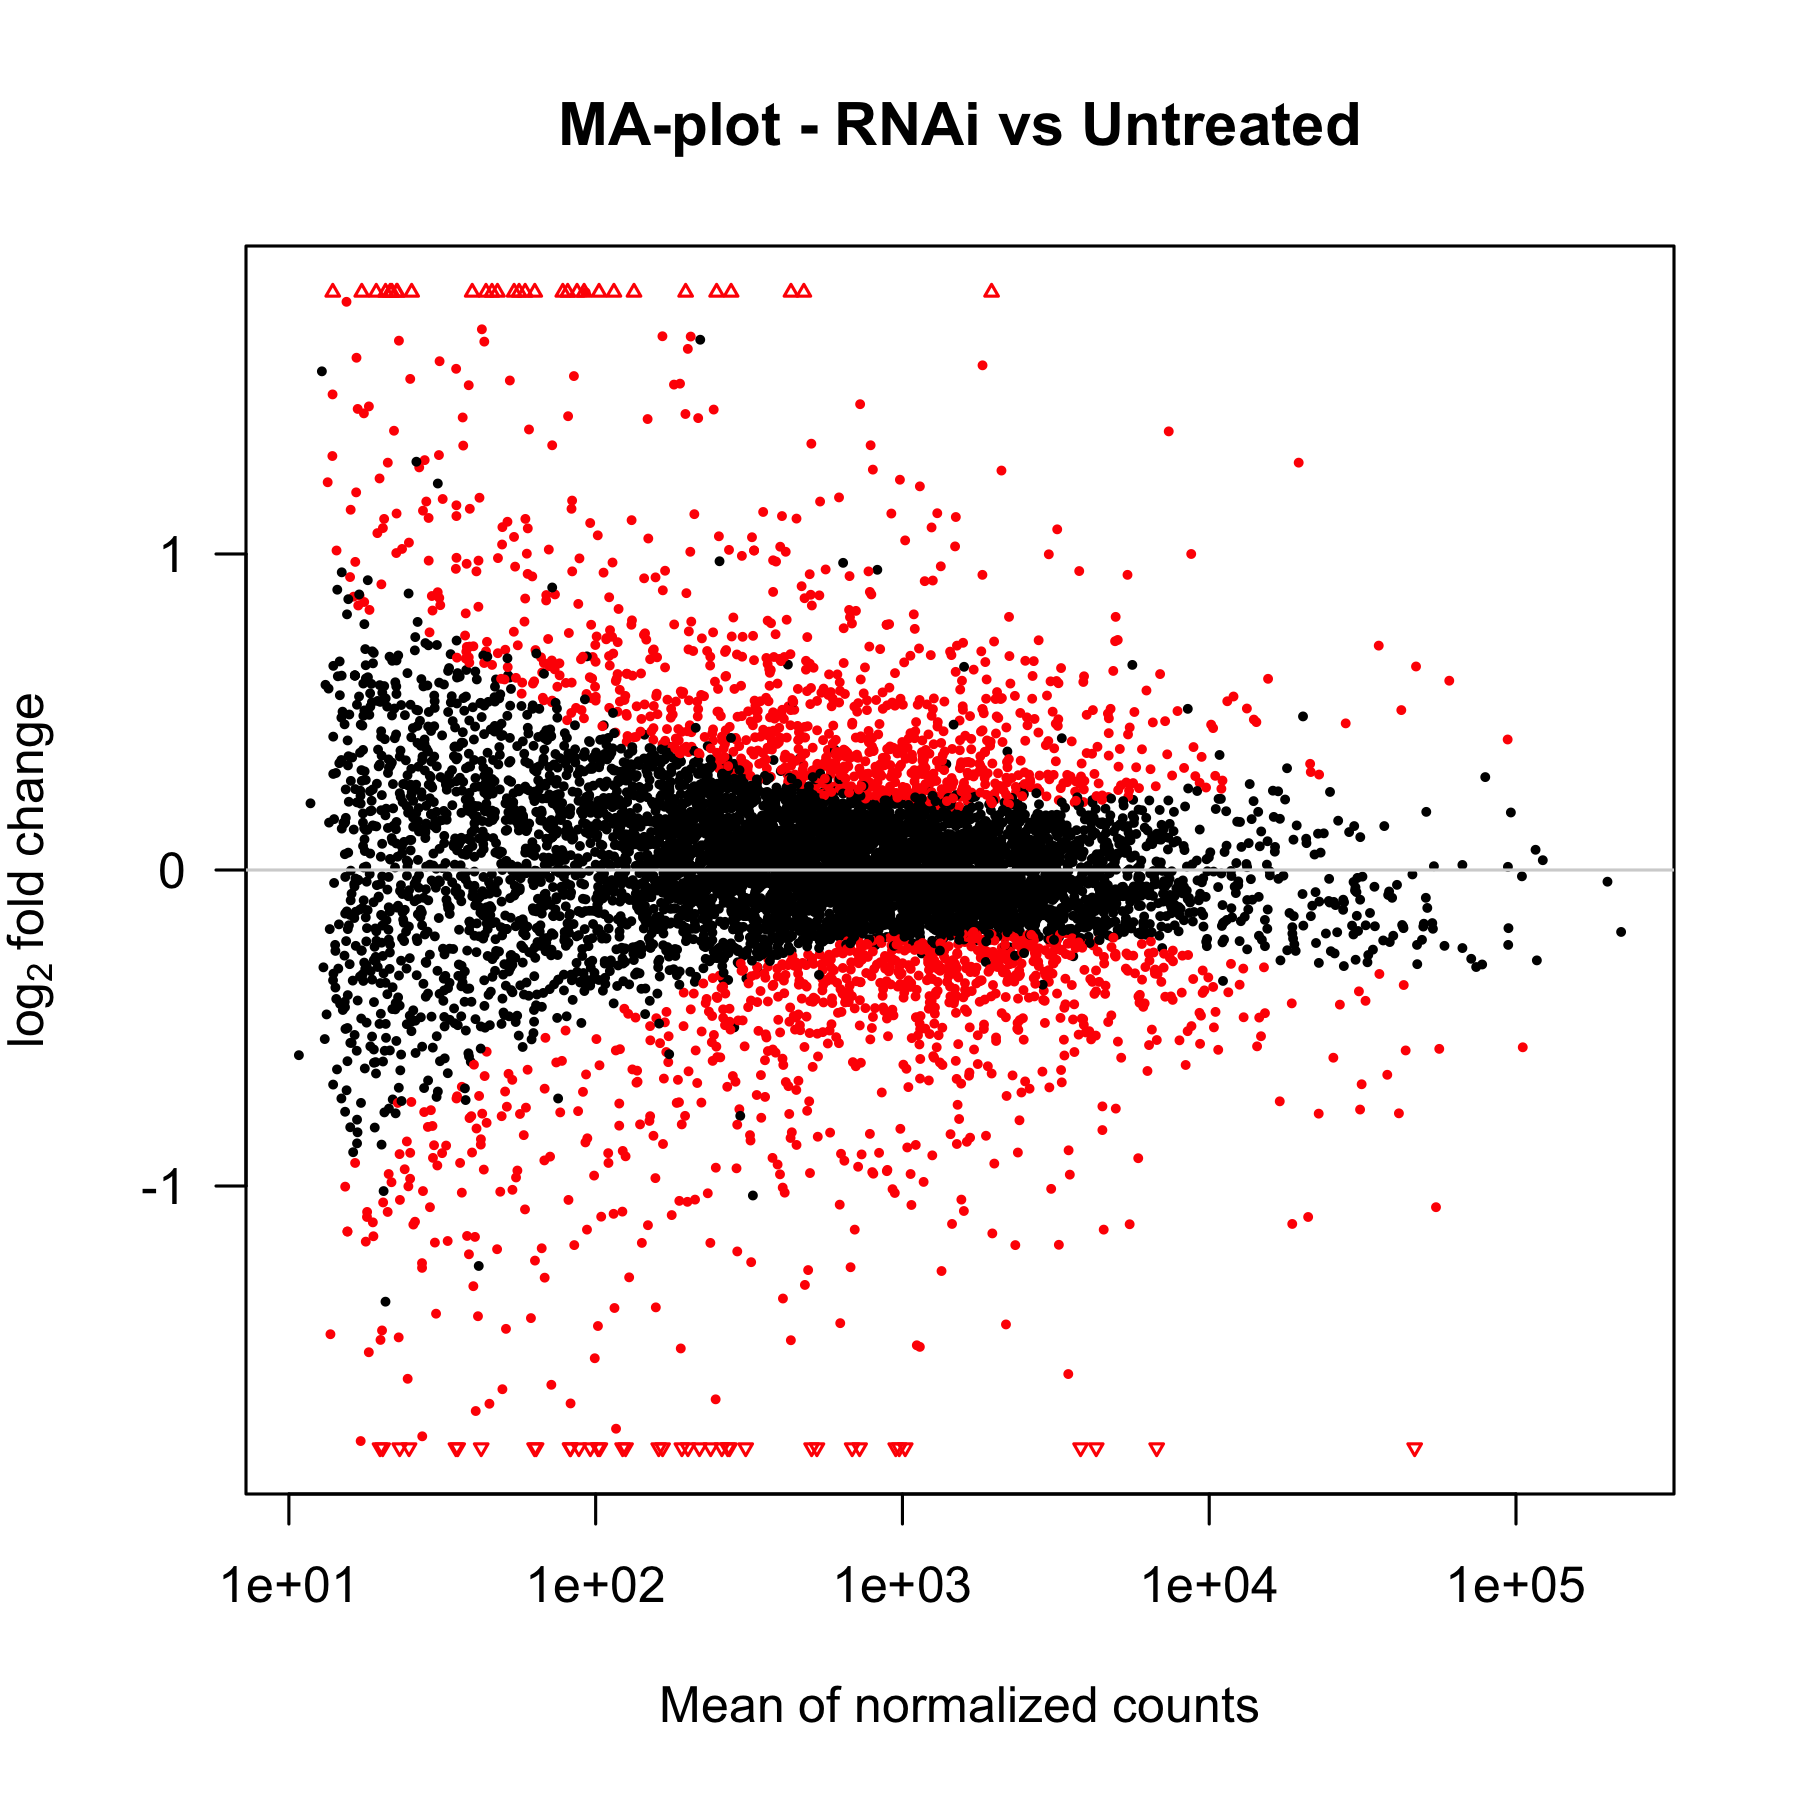 MA-plot - RNAi vs Untreated
log₂ fold change
1
0
-1
1e+01 1e+02 1e+03 1e+04 1e+05
Mean of normalized counts